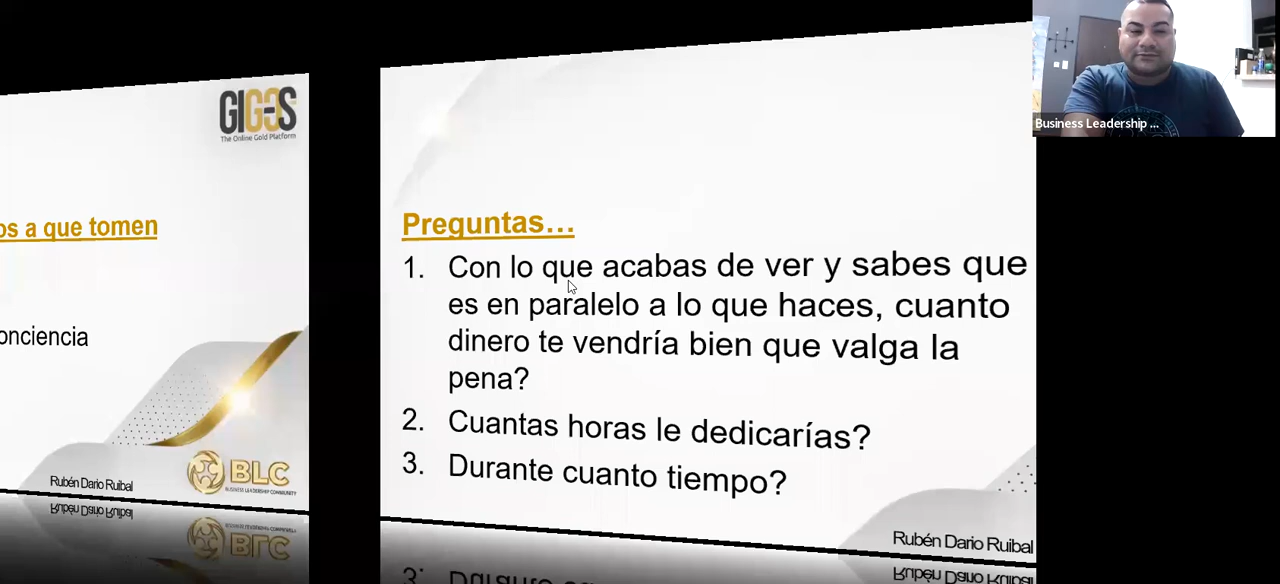 GIGOS
The Online Gold Platform
os a que tomen
onciencia
Rubén Dario Ruibal
BLC
BUSINESS LEADERSHIP COMMUNITY
Preguntas...
1. Con lo que acabas de ver y sabes que
es en paralelo a lo que haces, cuanto
dinero te vendría bien que valga la
pena?
2. Cuantas horas le dedicarías?
3. Durante cuanto tiempo?
Rubén Dario Ruibal
Business Leadership ...